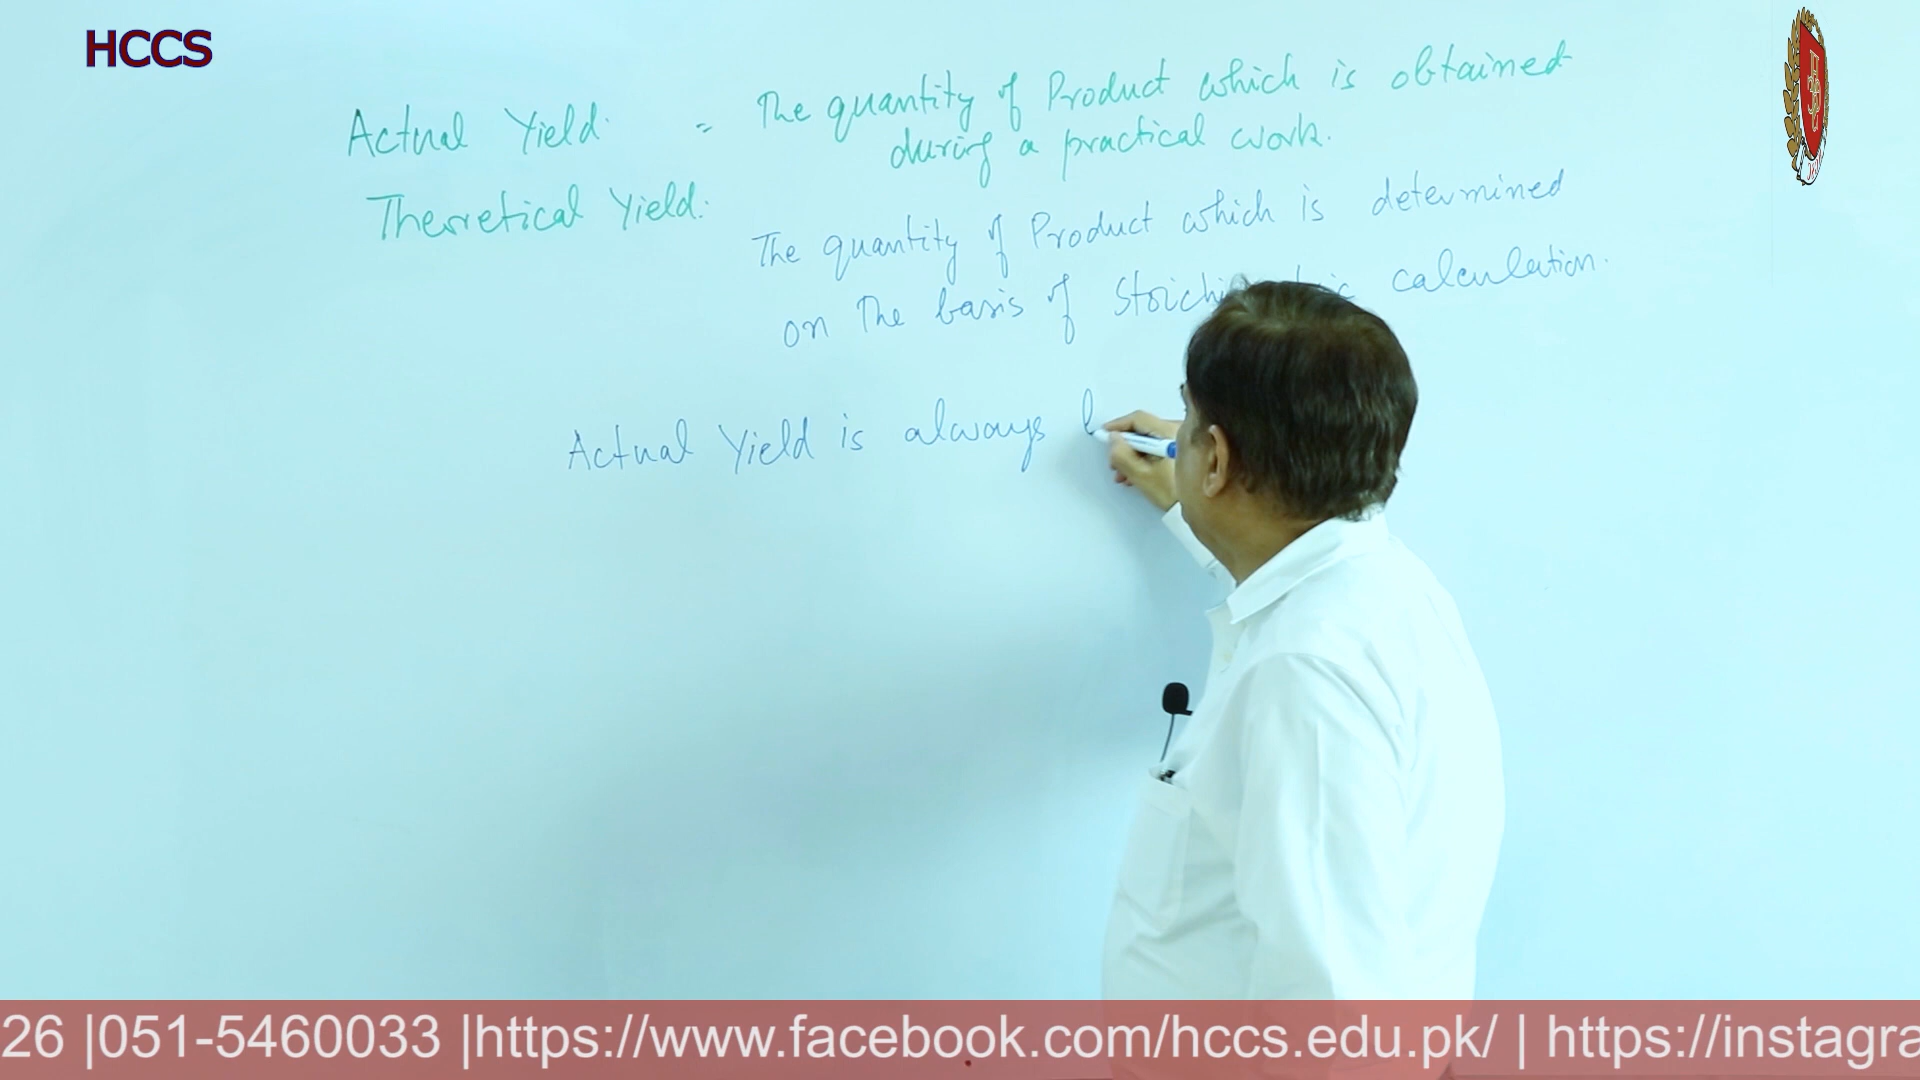 HCCS
Actual Yield. = The quantity of Product which is obtained
during a practical work.
Theoretical Yield:
The quantity of Product which is determined
on the basis of calculation.
Actual Yield is always
26 |051-5460033 |https://www.facebook.com/hccs.edu.pk/ | https://instagra